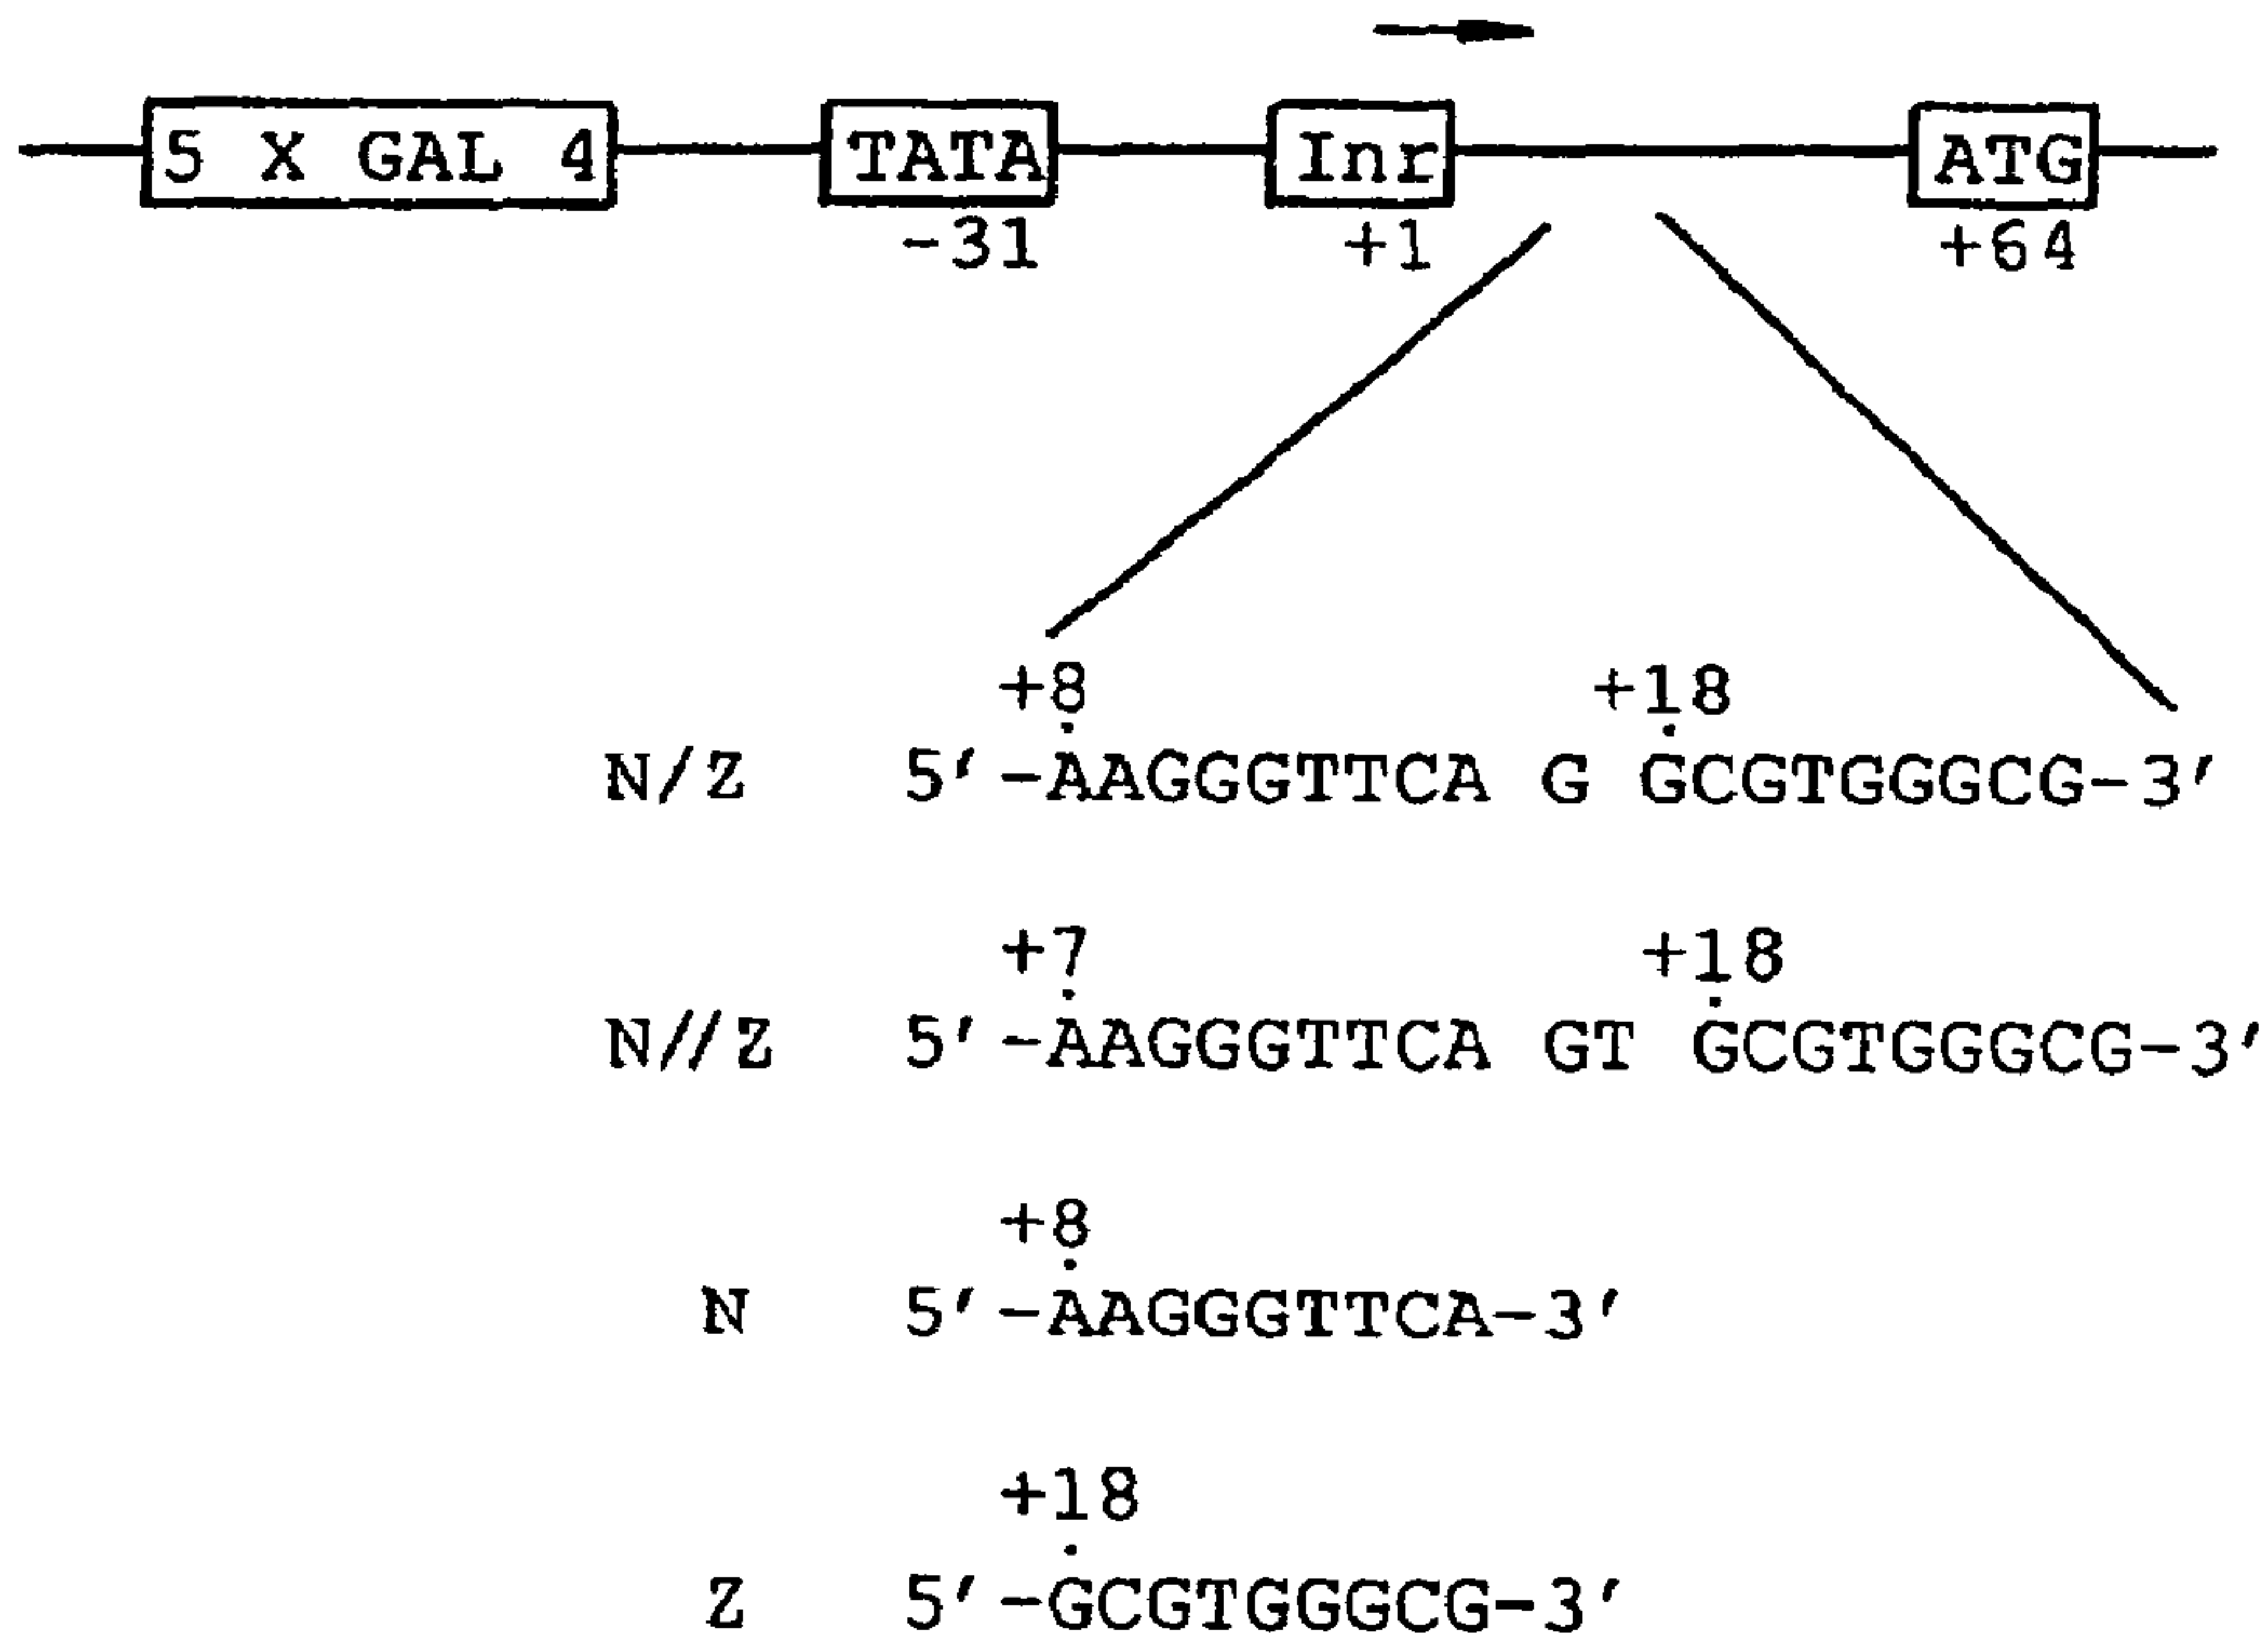 5 X GAL 4 TATA Inr ATG
-31 +1 +64
+8 +18
N/Z 5′-AAGGGTTCA G GCGTGGGCG-3′
+7 +18
N//Z 5′-AAGGGTTCA GT GCGTGGGCG-3′
+8
N 5′-AAGGGTTCA-3′
+18
Z 5′-GCGTGGGCG-3′